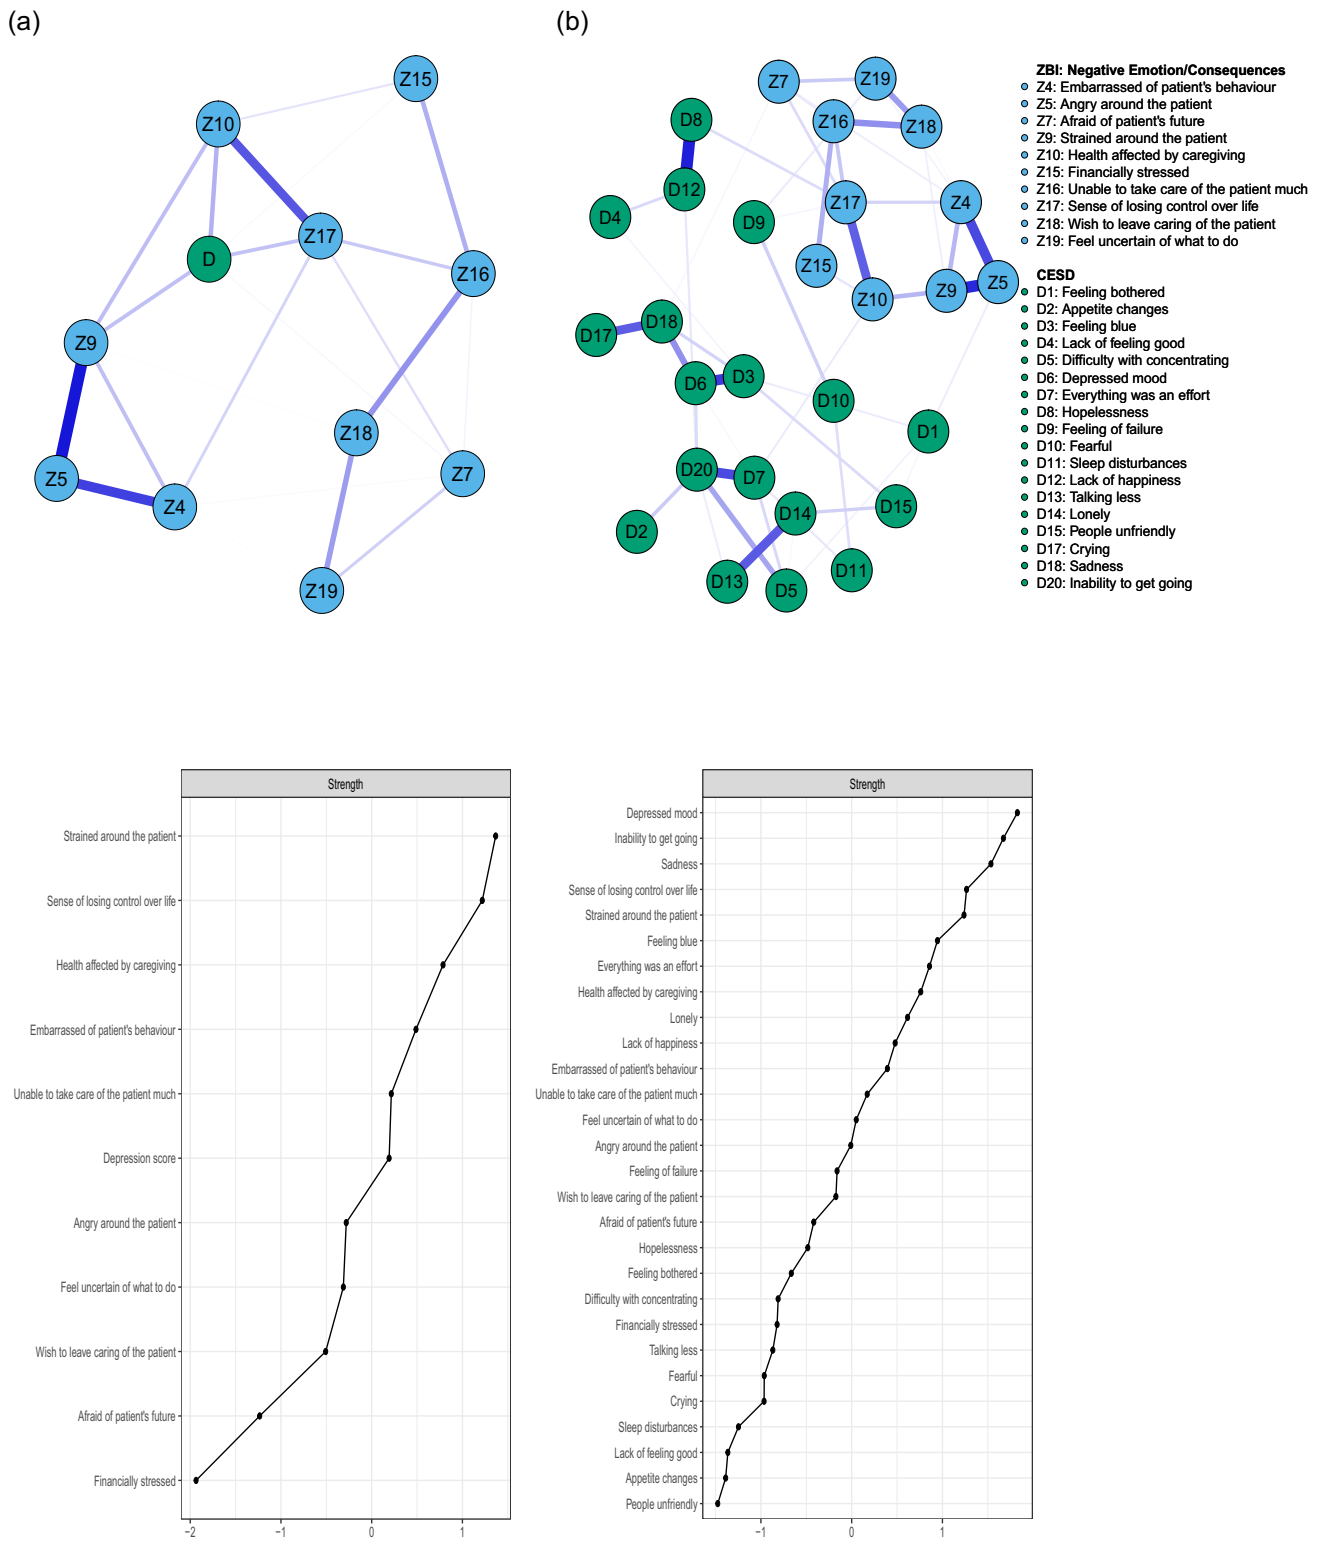 (a)
(b)
Z15
Z10
Z17
D
Z16
Z9
Z18
Z7
Z5
Z4
Z19
Z7
Z19
D8
Z16
Z18
D12
D4
D9
Z17
Z4
Z15
Z10
Z9
Z5
D17
D18
D6
D3
D10
D1
D20
D7
D2
D14
D15
D13
D5
D11
ZBI: Negative Emotion/Consequences
Z4: Embarrassed of patient's behaviour
Z5: Angry around the patient
Z7: Afraid of patient's future
Z9: Strained around the patient
Z10: Health affected by caregiving
Z15: Financially stressed
Z16: Unable to take care of the patient much
Z17: Sense of losing control over life
Z18: Wish to leave caring of the patient
Z19: Feel uncertain of what to do
CESD
D1: Feeling bothered
D2: Appetite changes
D3: Feeling blue
D4: Lack of feeling good
D5: Difficulty with concentrating
D6: Depressed mood
D7: Everything was an effort
D8: Hopelessness
D9: Feeling of failure
D10: Fearful
D11: Sleep disturbances
D12: Lack of happiness
D13: Talking less
D14: Lonely
D15: People unfriendly
D17: Crying
D18: Sadness
D20: Inability to get going
Strength
Strained around the patient
Sense of losing control over life
Health affected by caregiving
Embarrassed of patient's behaviour
Unable to take care of the patient much
Depression score
Angry around the patient
Feel uncertain of what to do
Wish to leave caring of the patient
Afraid of patient's future
Financially stressed
−2 −1 0 1
Strength
Depressed mood
Inability to get going
Sadness
Sense of losing control over life
Strained around the patient
Feeling blue
Everything was an effort
Health affected by caregiving
Lonely
Lack of happiness
Embarrassed of patient's behaviour
Unable to take care of the patient much
Feel uncertain of what to do
Angry around the patient
Feeling of failure
Wish to leave caring of the patient
Afraid of patient's future
Hopelessness
Feeling bothered
Difficulty with concentrating
Financially stressed
Talking less
Fearful
Crying
Sleep disturbances
Lack of feeling good
Appetite changes
People unfriendly
−1 0 1